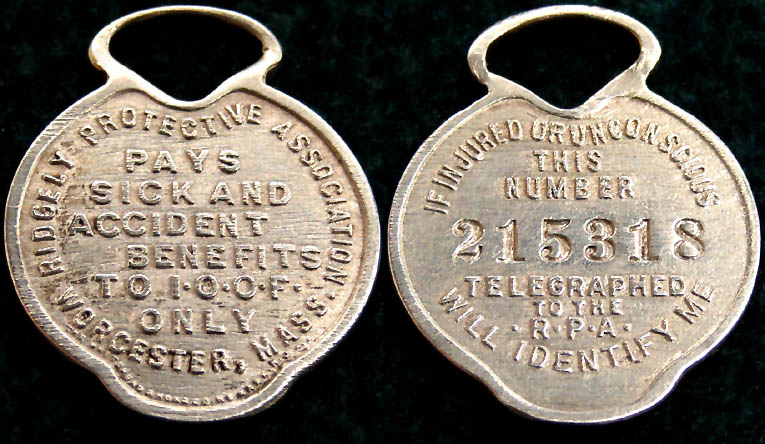 RIDGELY PROTECTIVE ASSOCIATION
PAYS
SICK AND
ACCIDENT
BENEFITS
TO I·O·O·F·
ONLY
WORCESTER, MASS.
IF INJURED OR UNCONSCIOUS
THIS
NUMBER
215318
TELEGRAPHED
TO THE
·R·P·A·
WILL IDENTIFY ME